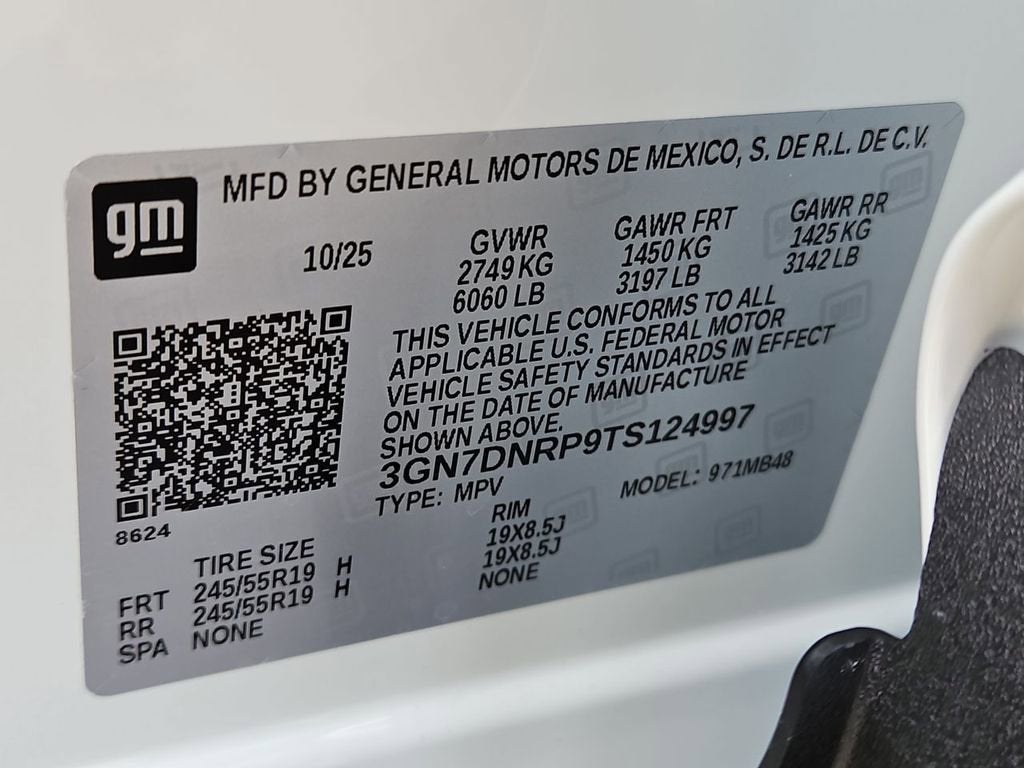 gm
MFD BY GENERAL MOTORS DE MEXICO, S. DE R.L. DE C.V.
10/25
GVWR
2749 KG
6060 LB
GAWR FRT
1450 KG
3197 LB
GAWR RR
1425 KG
3142 LB
THIS VEHICLE CONFORMS TO ALL
APPLICABLE U.S. FEDERAL MOTOR
VEHICLE SAFETY STANDARDS IN EFFECT
ON THE DATE OF MANUFACTURE
SHOWN ABOVE.
3GN7DNRP9TS124997
TYPE: MPV MODEL: 971MB48
8624
TIRE SIZE RIM
FRT 245/55R19 H 19X8.5J
RR 245/55R19 H 19X8.5J
SPA NONE NONE